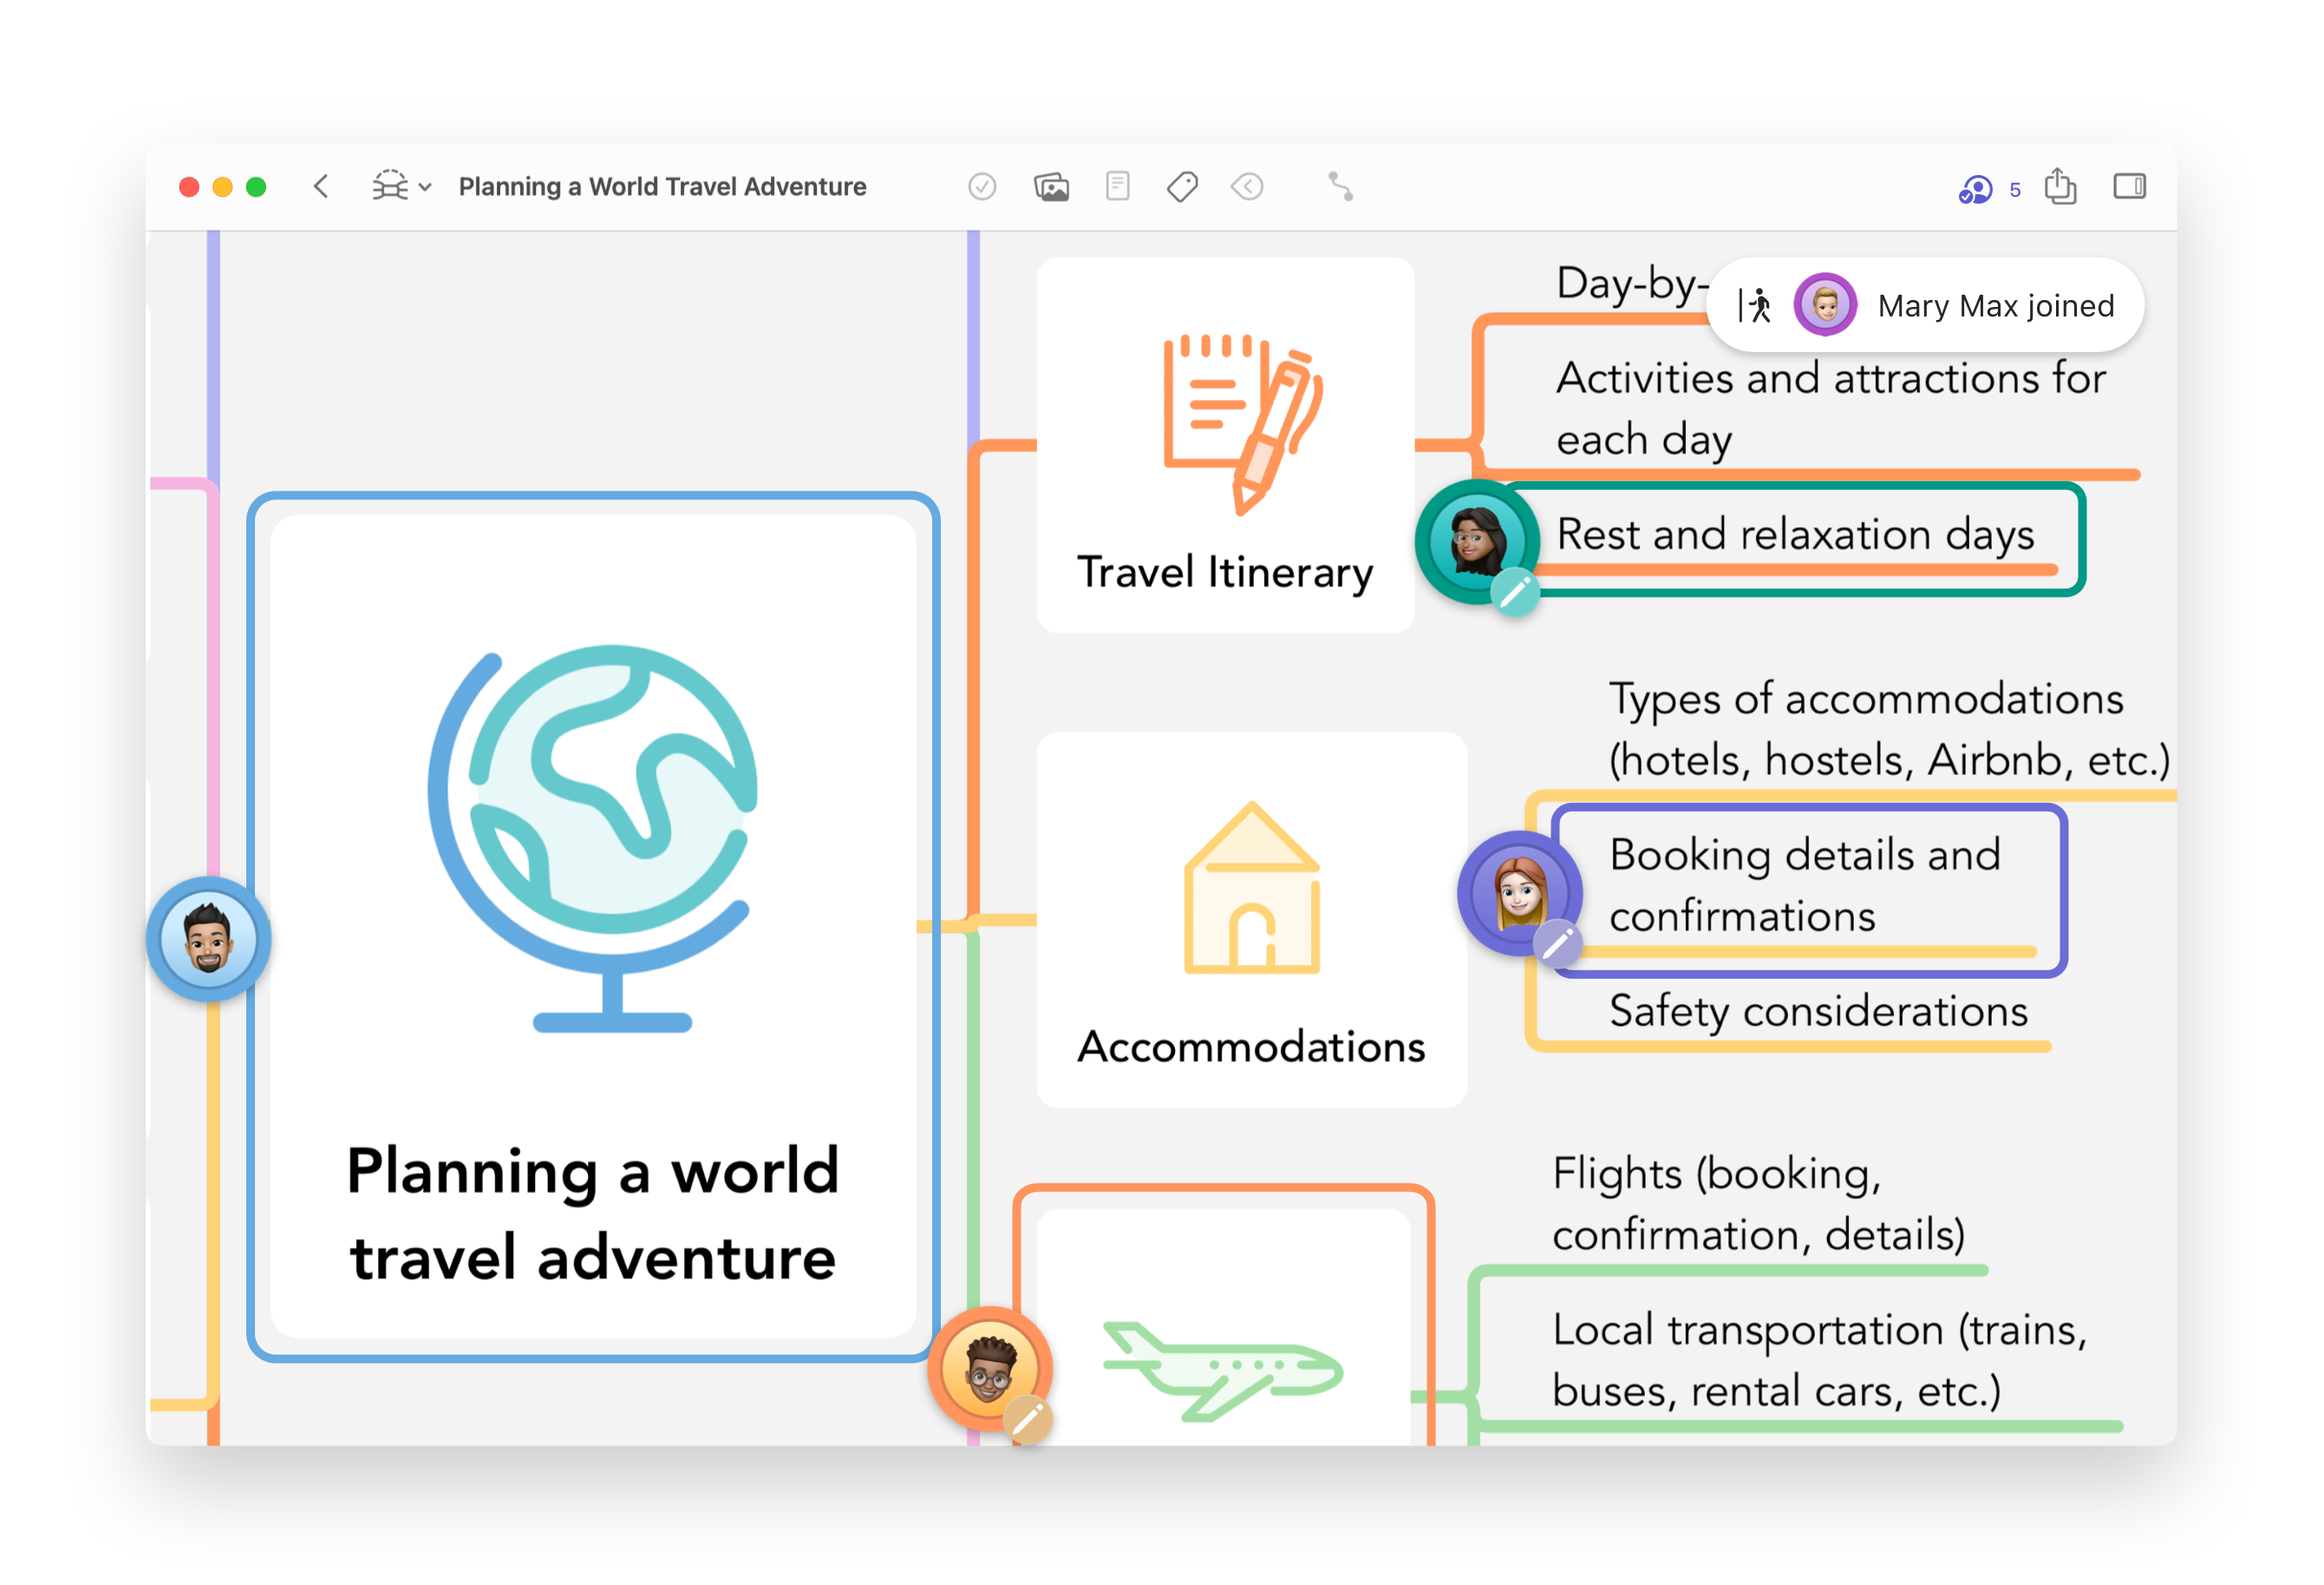 Planning a World Travel Adventure
5
Mary Max joined
Planning a world
travel adventure
Travel Itinerary
Day-by-
Activities and attractions for
each day
Rest and relaxation days
Accommodations
Types of accommodations
(hotels, hostels, Airbnb, etc.)
Booking details and
confirmations
Safety considerations
Flights (booking,
confirmation, details)
Local transportation (trains,
buses, rental cars, etc.)